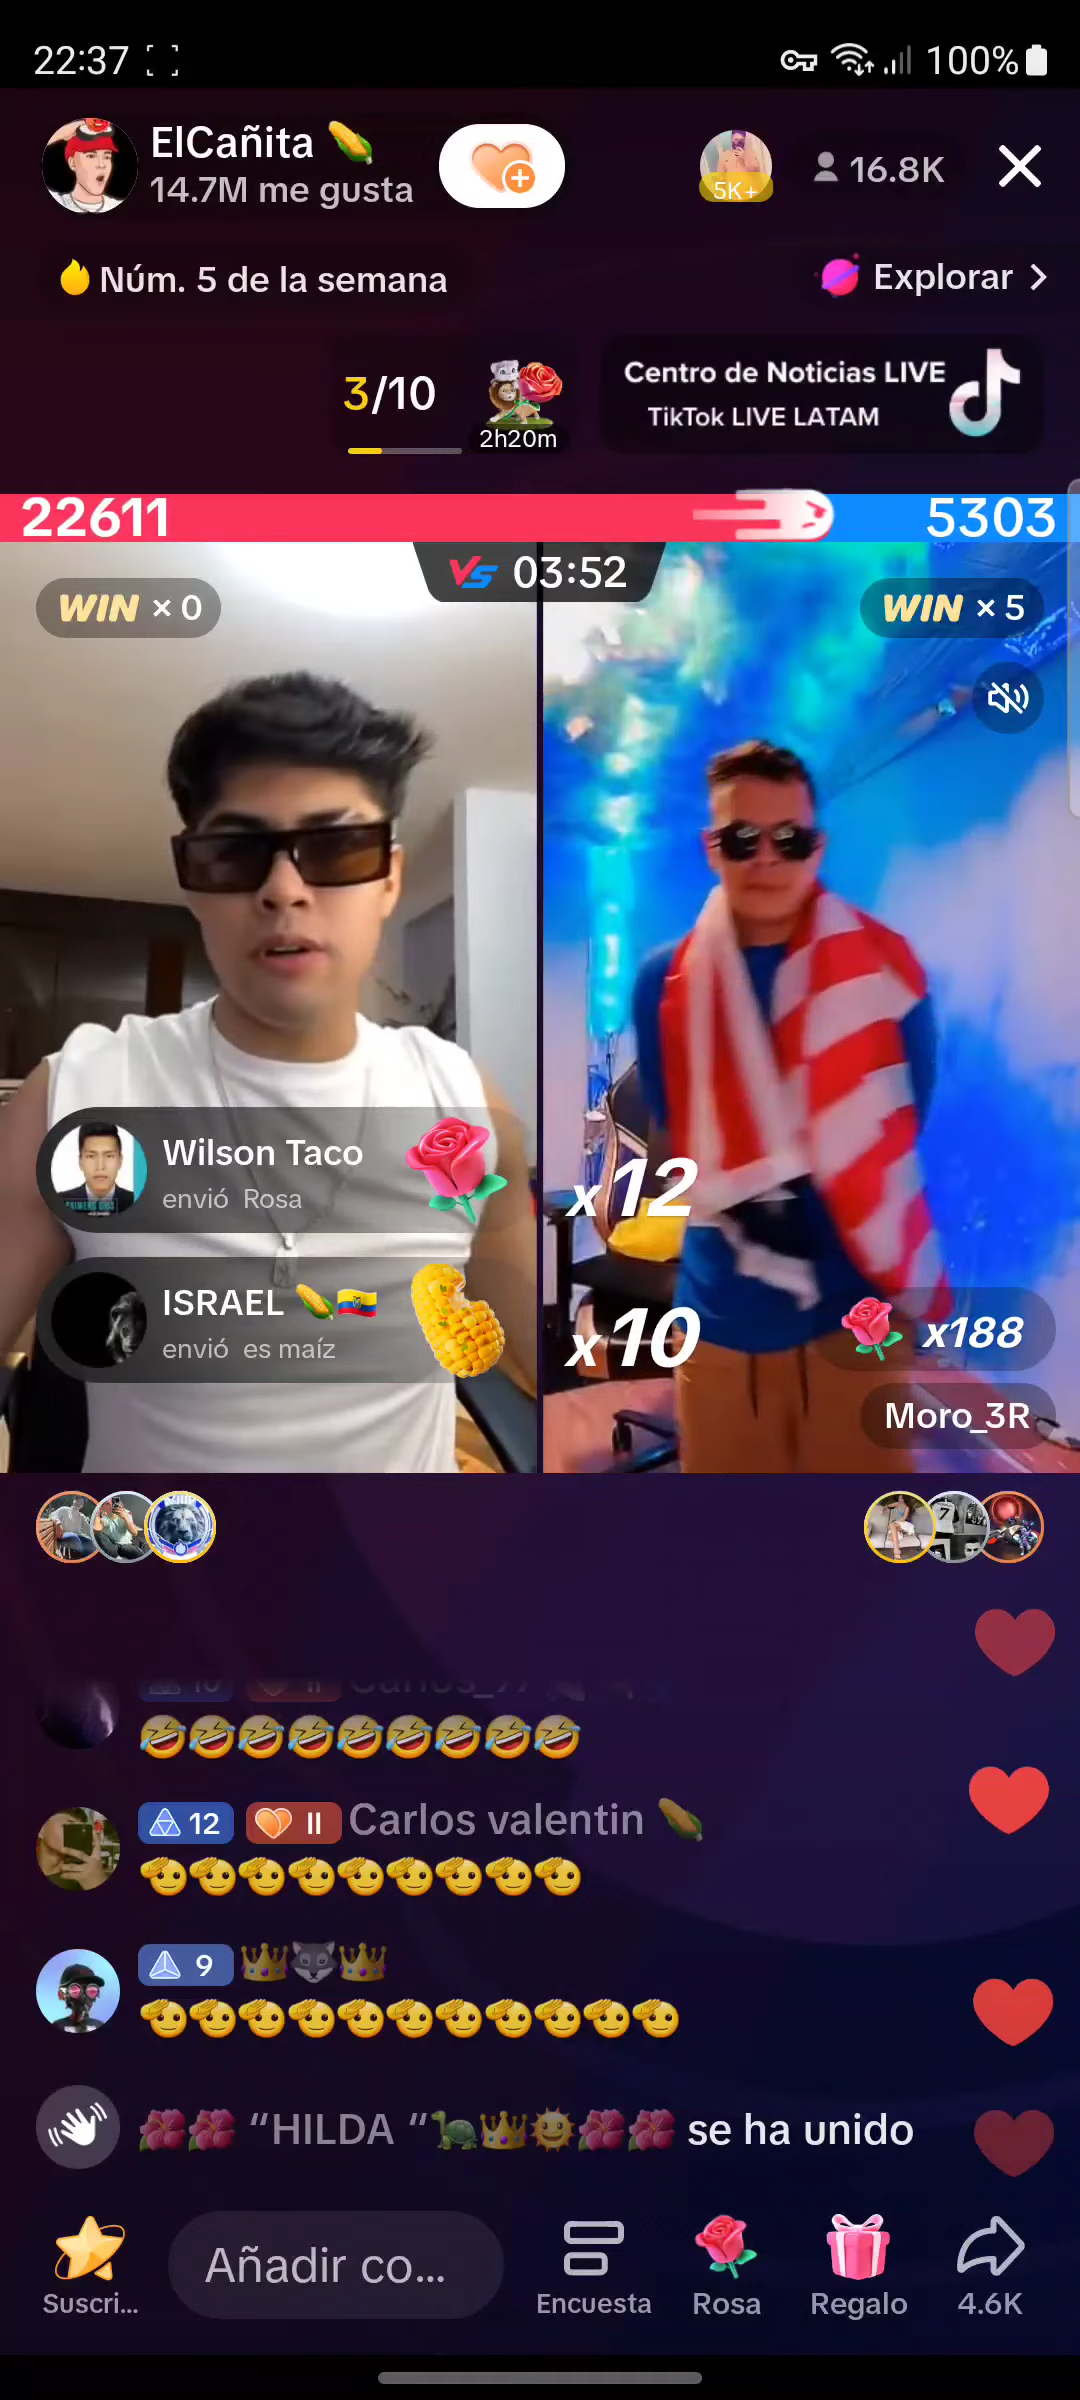 22:37
100%
ElCañita 🌽
14.7M me gusta
5K+
16.8K
Núm. 5 de la semana
Explorar >
3/10
2h20m
Centro de Noticias LIVE
TikTok LIVE LATAM
22611
5303
VS 03:52
WIN × 0
WIN × 5
Wilson Taco
envió Rosa
x12
ISRAEL 🌽🇪🇨
envió es maíz
x10
x188
Moro_3R
🤣🤣🤣🤣🤣🤣🤣🤣🤣
12 II Carlos valentin 🌽
🫡🫡🫡🫡🫡🫡🫡🫡🫡
9 👑🐺👑
🫡🫡🫡🫡🫡🫡🫡🫡🫡🫡🫡
🌺🌺 “HILDA “🐢👑🌞🌺🌺 se ha unido
Suscri...
Añadir co...
Encuesta
Rosa
Regalo
4.6K